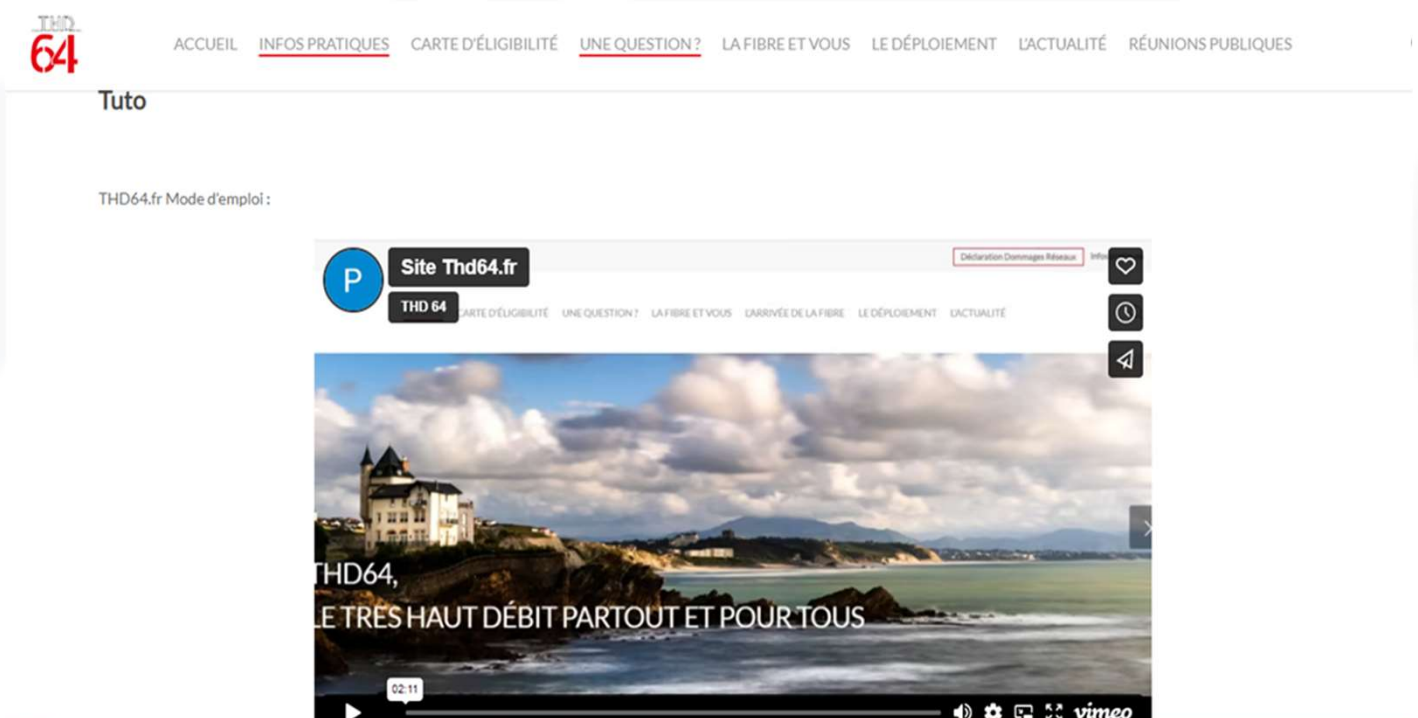 THD
64
ACCUEIL INFOS PRATIQUES CARTE D'ÉLIGIBILITÉ UNE QUESTION ? LA FIBRE ET VOUS LE DÉPLOIEMENT L'ACTUALITÉ RÉUNIONS PUBLIQUES
Tuto
THD64.fr Mode d'emploi :
P
Site Thd64.fr
THD 64
Déclaration Dommages Réseaux
CARTE D'ÉLIGIBILITÉ UNE QUESTION ? LA FIBRE ET VOUS L'ARRIVÉE DE LA FIBRE LE DÉPLOIEMENT L'ACTUALITÉ
THD64,
LE TRES HAUT DÉBIT PARTOUT ET POUR TOUS
02:11
vimeo